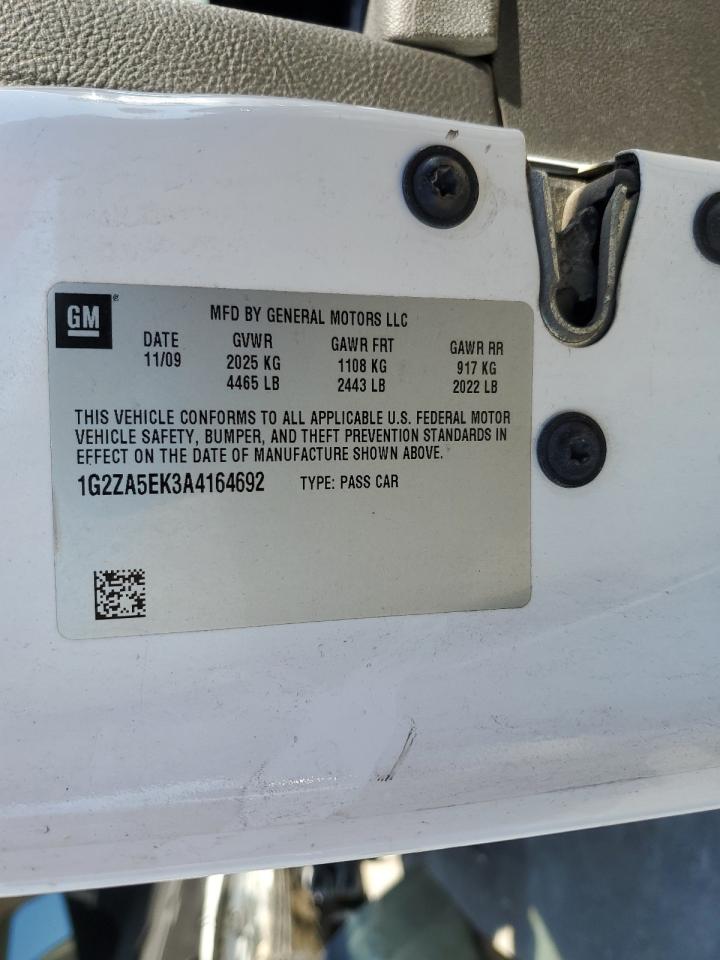 GM®
MFD BY GENERAL MOTORS LLC
DATE GVWR GAWR FRT GAWR RR
11/09 2025 KG 1108 KG 917 KG
4465 LB 2443 LB 2022 LB
THIS VEHICLE CONFORMS TO ALL APPLICABLE U.S. FEDERAL MOTOR
VEHICLE SAFETY, BUMPER, AND THEFT PREVENTION STANDARDS IN
EFFECT ON THE DATE OF MANUFACTURE SHOWN ABOVE.
1G2ZA5EK3A4164692 TYPE: PASS CAR